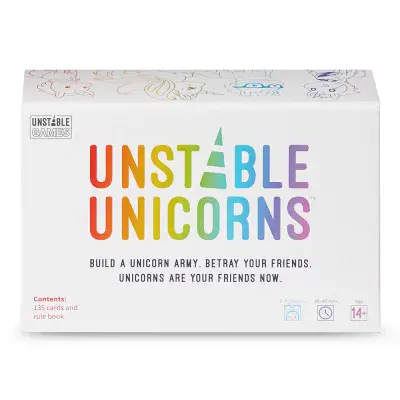 UNSTABLE
GAMES
UNSTABLE
UNICORNS™
BUILD A UNICORN ARMY. BETRAY YOUR FRIENDS.
UNICORNS ARE YOUR FRIENDS NOW.
Contents:
135 cards and
rule book
14+